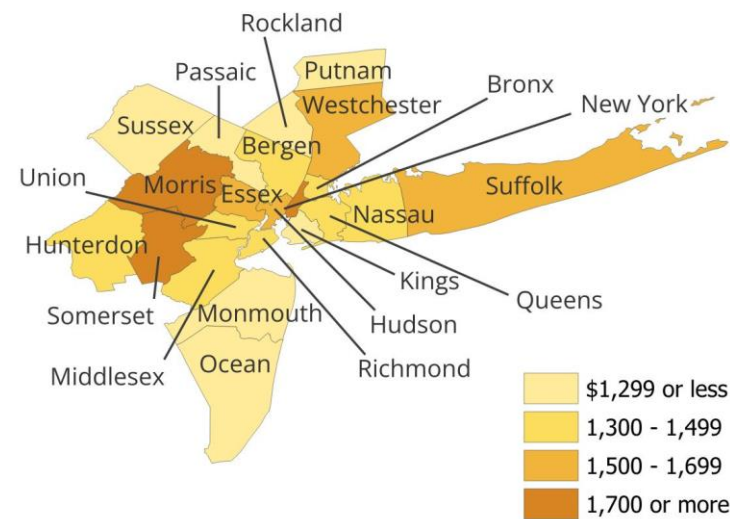 Rockland
Passaic
Putnam
Bronx
Westchester
New York
Sussex
Bergen
Union
Morris
Essex
Suffolk
Nassau
Hunterdon
Kings
Queens
Somerset
Monmouth
Hudson
Middlesex
Ocean
Richmond
$1,299 or less
1,300 - 1,499
1,500 - 1,699
1,700 or more